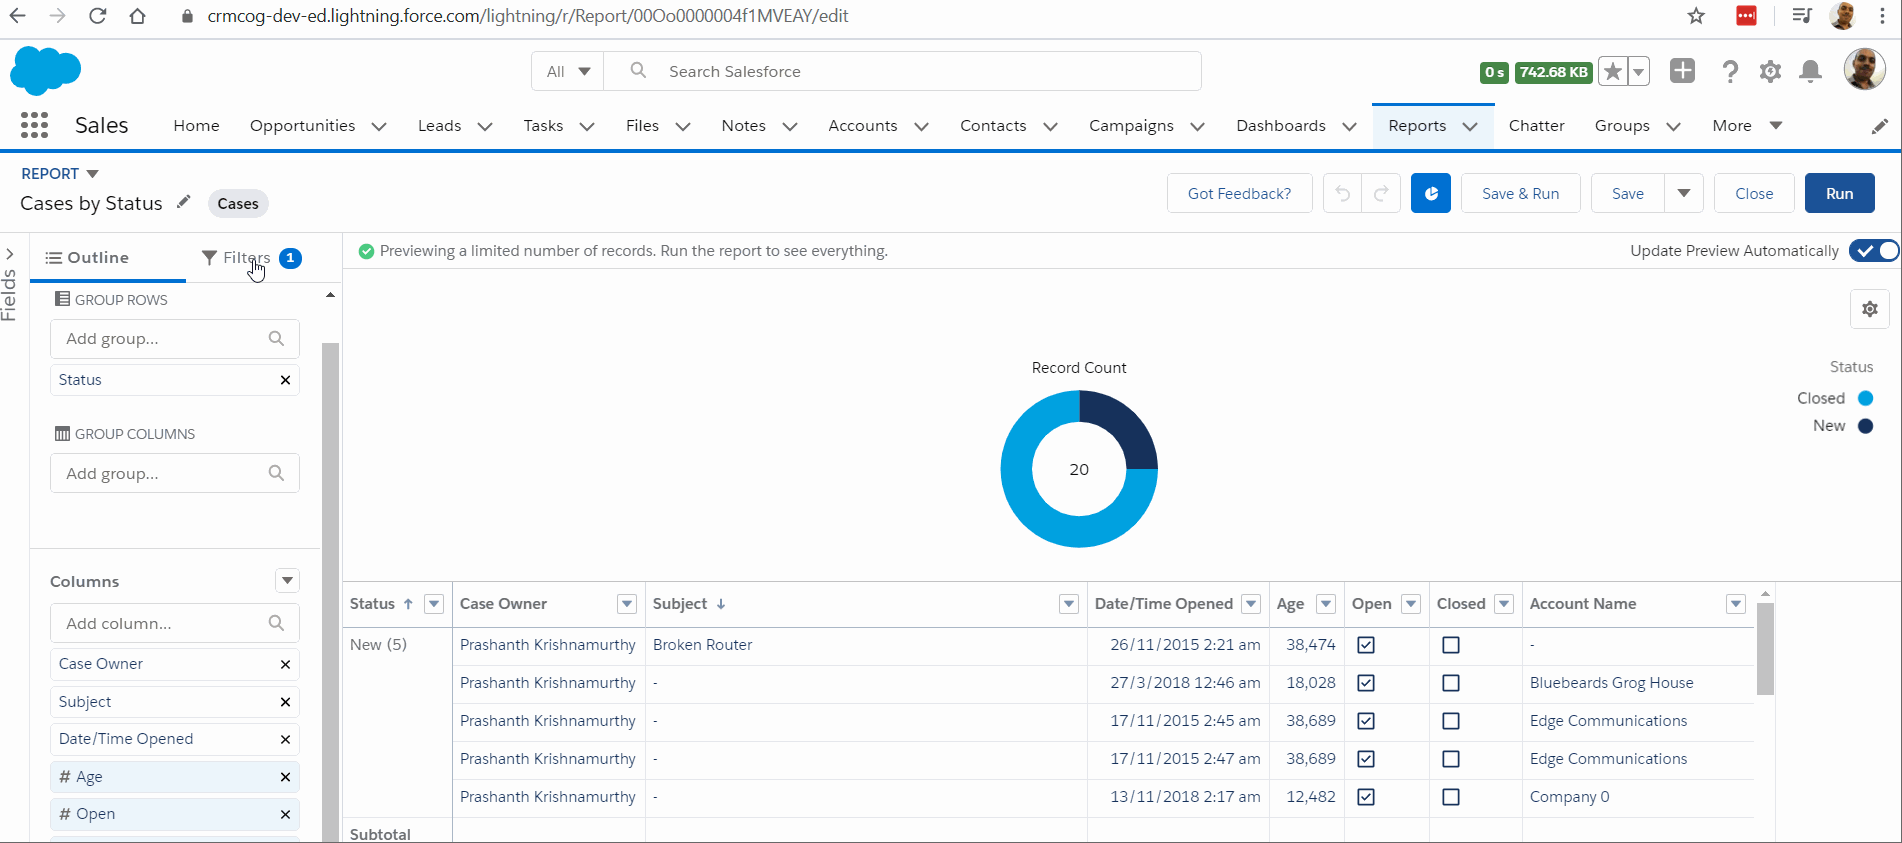 crmcog-dev-ed.lightning.force.com/lightning/r/Report/00Oo0000004f1MVEAY/edit
All Search Salesforce 0 s 742.68 KB
Sales Home Opportunities Leads Tasks Files Notes Accounts Contacts Campaigns Dashboards Reports Chatter Groups More
REPORT
Cases by Status Cases Got Feedback? Save & Run Save Close Run
Fields
Outline Filters 1
Previewing a limited number of records. Run the report to see everything. Update Preview Automatically
GROUP ROWS
Add group...
Status
GROUP COLUMNS
Add group...
Columns
Add column...
Case Owner
Subject
Date/Time Opened
# Age
# Open
Record Count
20
Status
Closed
New
Status Case Owner Subject Date/Time Opened Age Open Closed Account Name
New (5) Prashanth Krishnamurthy Broken Router 26/11/2015 2:21 am 38,474 -
Prashanth Krishnamurthy - 27/3/2018 12:46 am 18,028 Bluebeards Grog House
Prashanth Krishnamurthy - 17/11/2015 2:45 am 38,689 Edge Communications
Prashanth Krishnamurthy - 17/11/2015 2:47 am 38,689 Edge Communications
Prashanth Krishnamurthy - 13/11/2018 2:17 am 12,482 Company 0
Subtotal